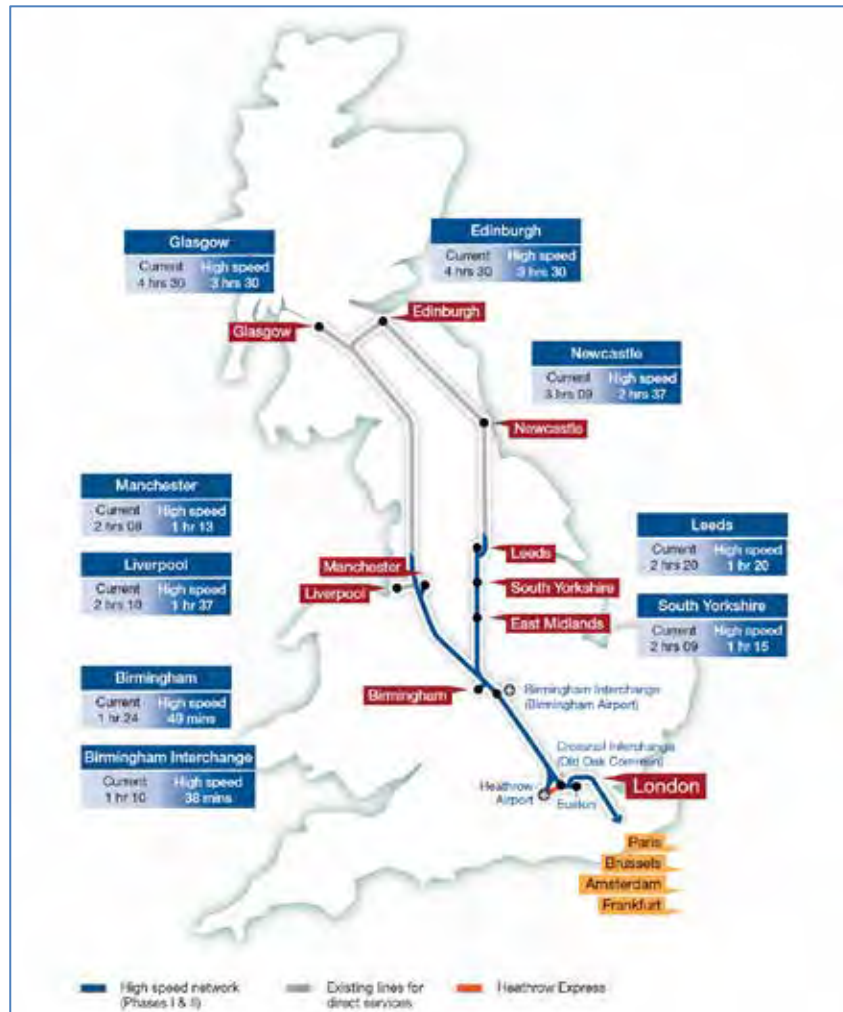 Glasgow
Current High speed
4 hrs 30 3 hrs 30
Edinburgh
Current High speed
4 hrs 30 3 hrs 30
Edinburgh
Glasgow
Newcastle
Current High speed
3 hrs 09 2 hrs 37
Newcastle
Manchester
Current High speed
2 hrs 08 1 hr 13
Leeds
Current High speed
2 hrs 20 1 hr 20
Leeds
Liverpool
Current High speed
2 hrs 10 1 hr 37
Manchester
Liverpool
South Yorkshire
East Midlands
South Yorkshire
Current High speed
2 hrs 09 1 hr 15
Birmingham
Current High speed
1 hr 24 49 mins
Birmingham
Birmingham Interchange
(Birmingham Airport)
Birmingham Interchange
Current High speed
1 hr 10 38 mins
Crossrail Interchange
(Old Oak Common)
Heathrow
Airport
Euston
London
Paris
Brussels
Amsterdam
Frankfurt
High speed network
(Phases I & II)
Existing lines for
direct services
Heathrow Express